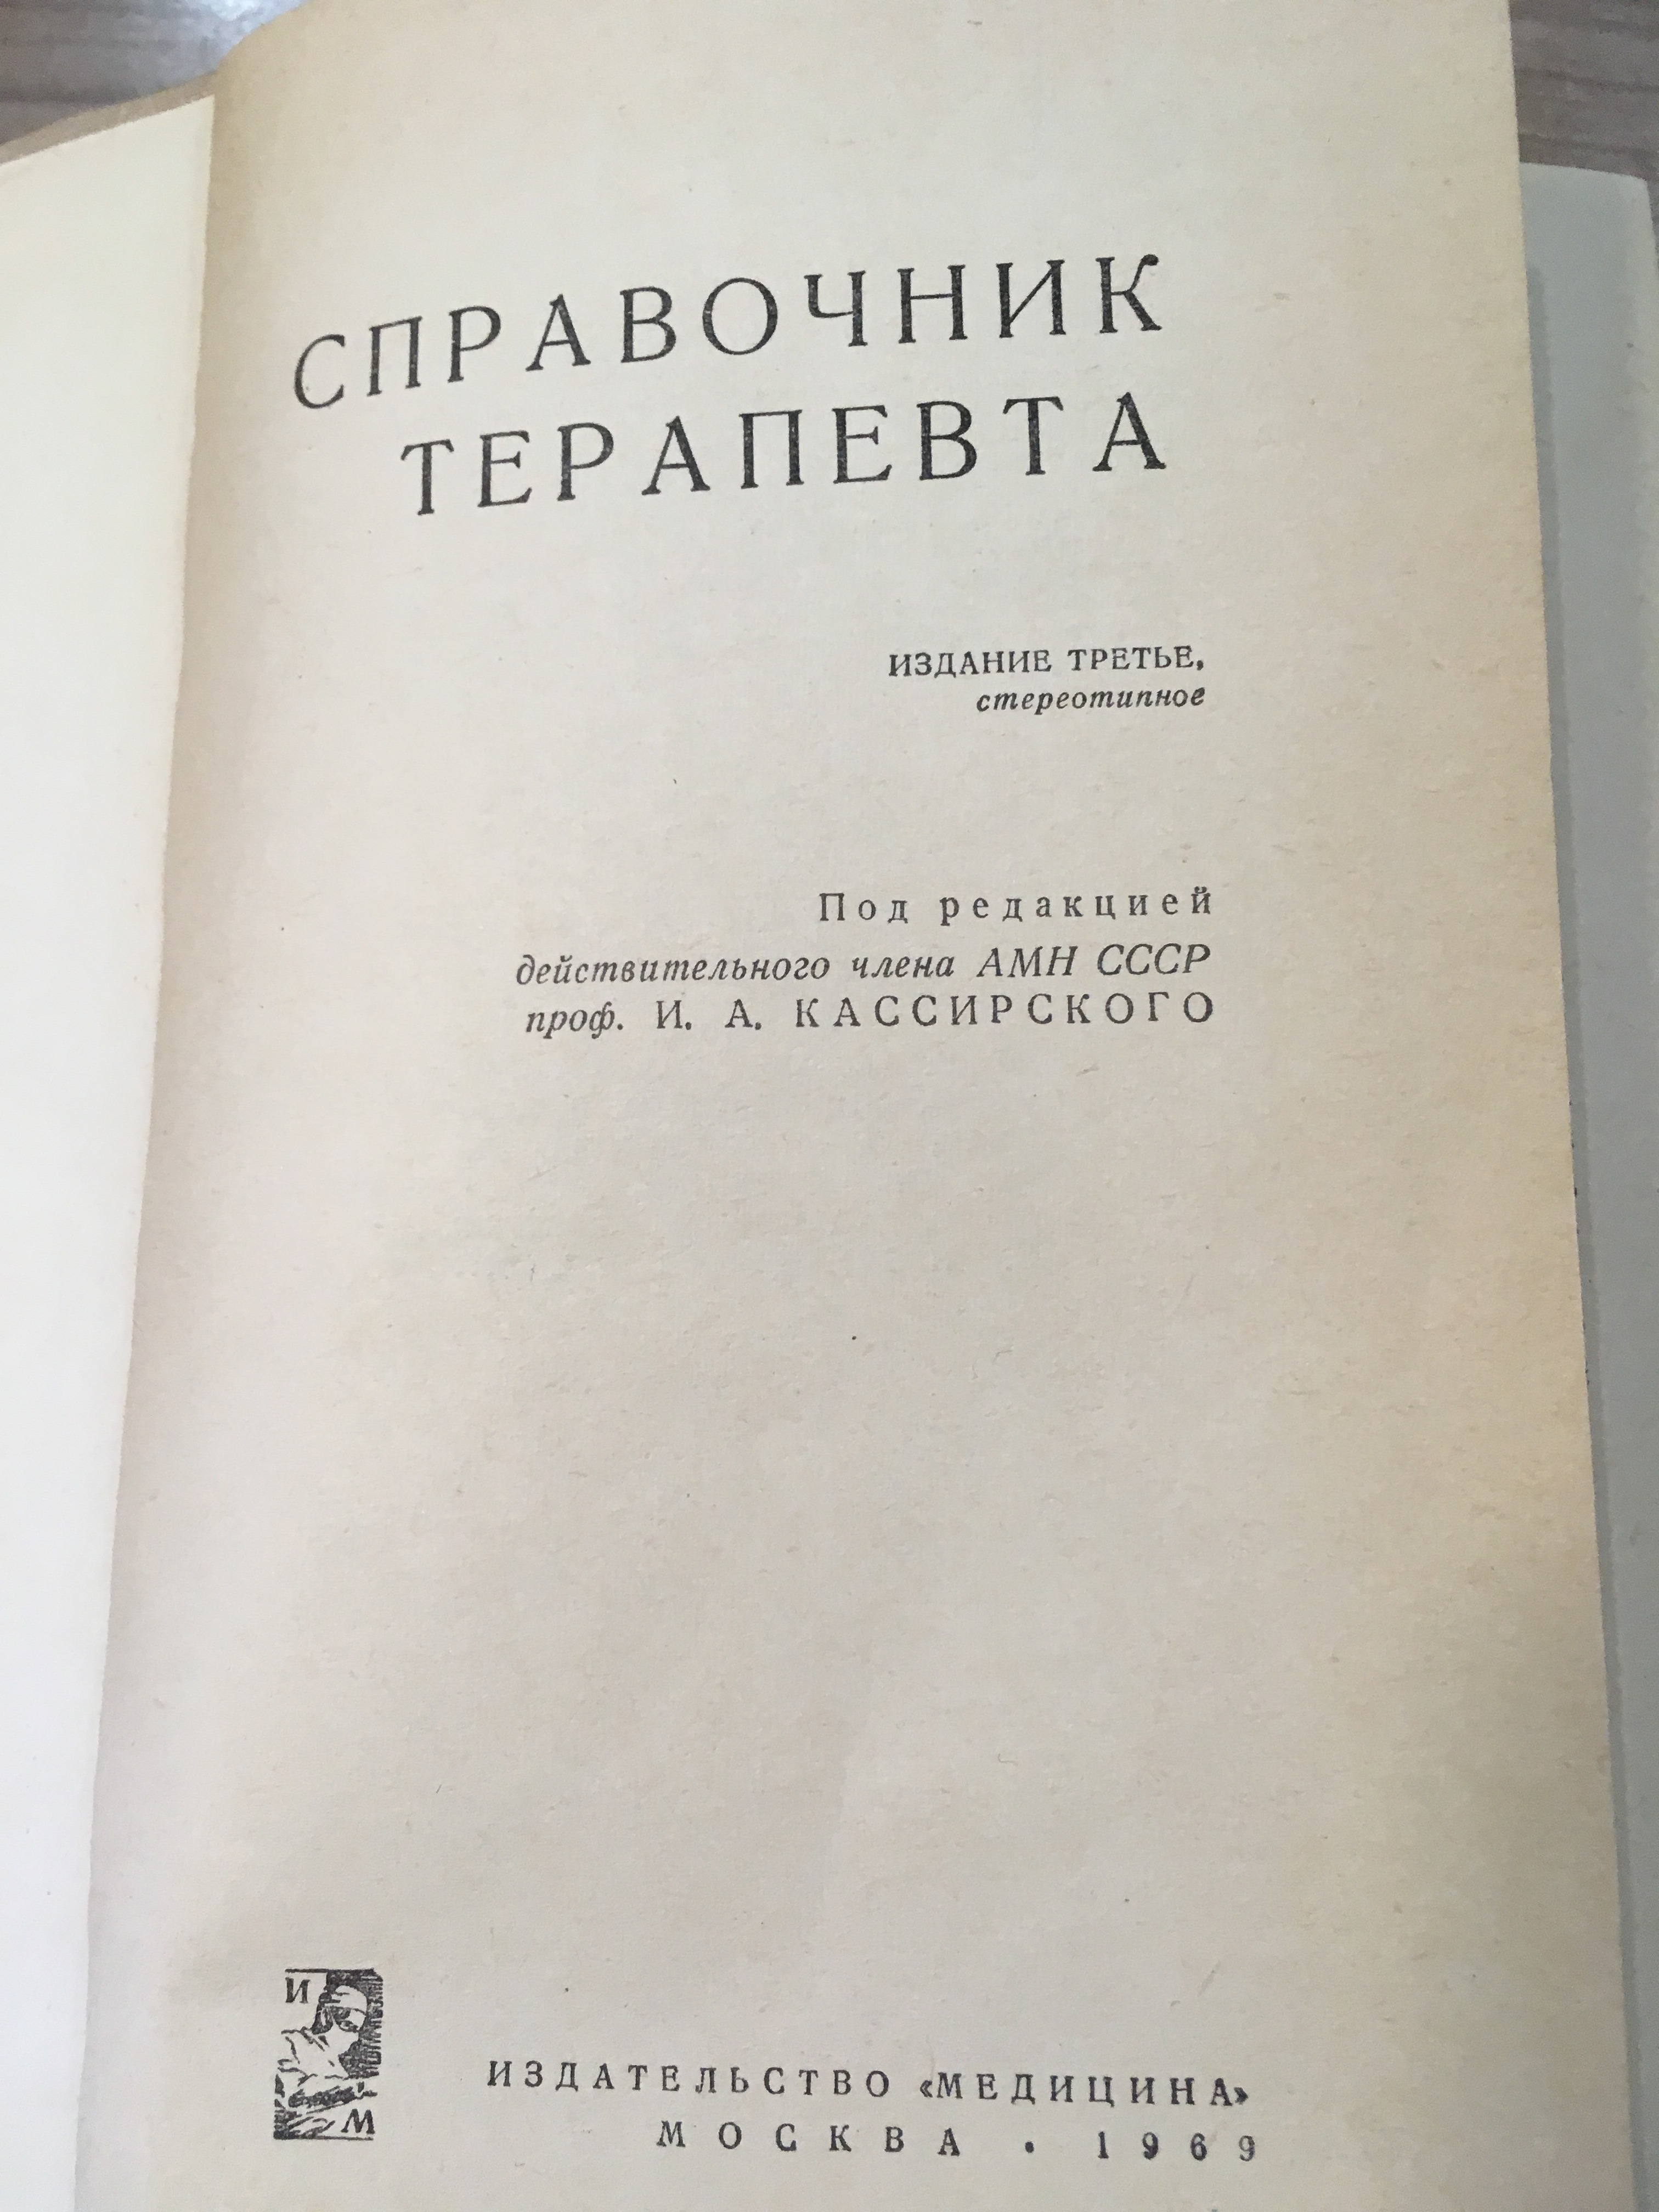 СПРАВОЧНИК
ТЕРАПЕВТА
ИЗДАНИЕ ТРЕТЬЕ,
стереотипное
Под редакцией
действительного члена АМН СССР
проф. И. А. КАССИРСКОГО
И
М
ИЗДАТЕЛЬСТВО «МЕДИЦИНА»
МОСКВА · 1969